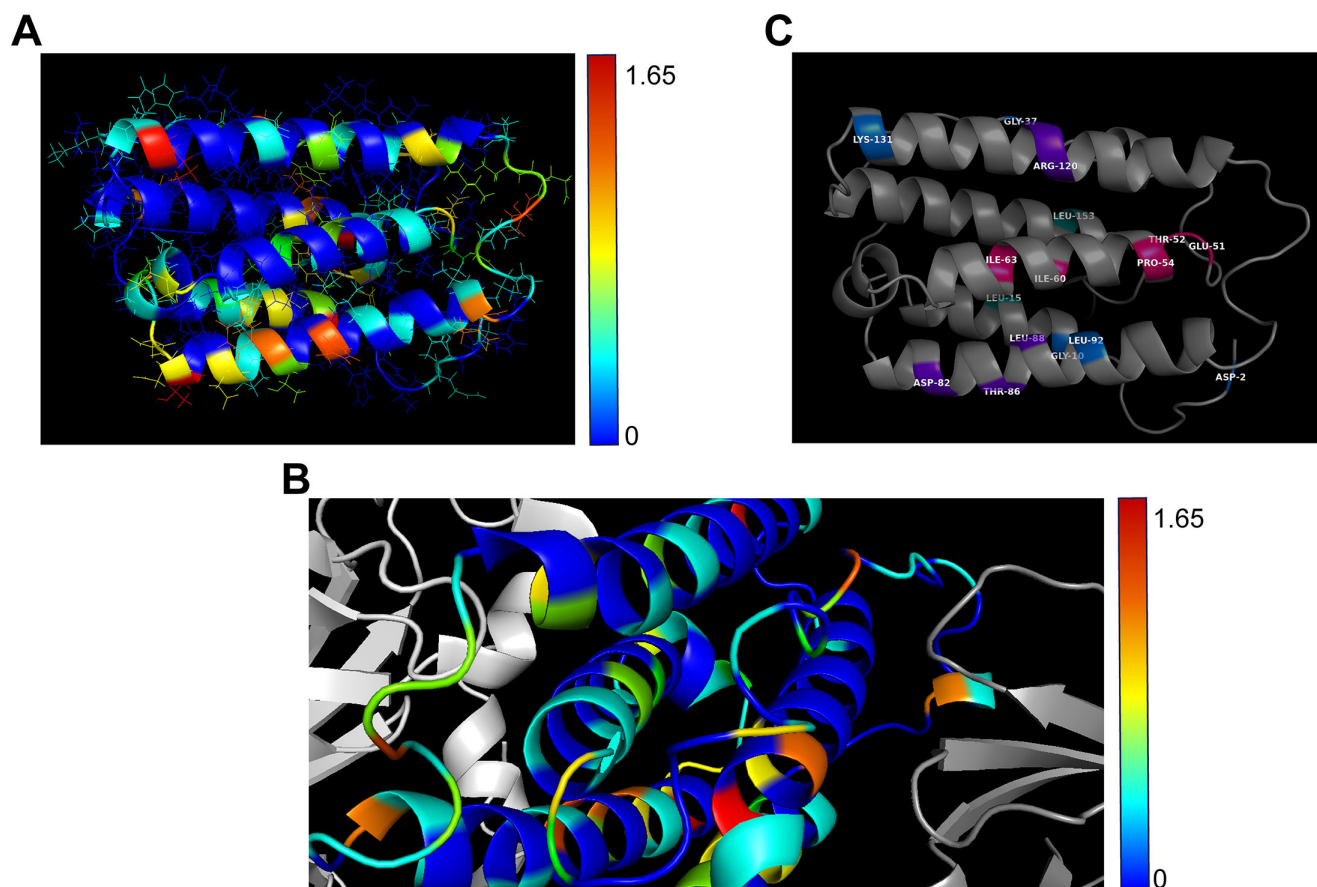 A
1.65
0
C
GLY-37
LYS-131
ARG-120
LEU-153
THR-52
GLU-51
ILE-63
PRO-54
ILE-60
LEU-15
LEU-88
LEU-92
GLY-10
ASP-82
THR-86
ASP-2
B
1.65
0